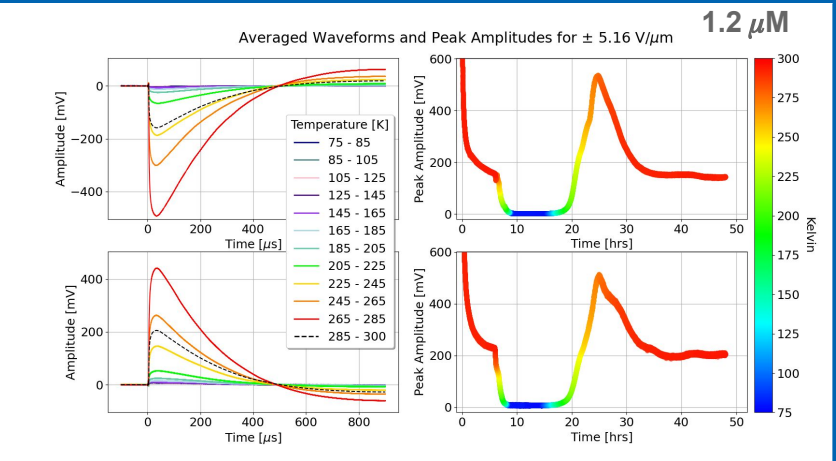 1.2 μM
Averaged Waveforms and Peak Amplitudes for ± 5.16 V/μm
Amplitude [mV]
0
−200
−400
0
200
400
Time [μs]
Temperature [K]
75 - 85
85 - 105
105 - 125
125 - 145
145 - 165
165 - 185
185 - 205
205 - 225
225 - 245
245 - 265
265 - 285
285 - 300
Peak Amplitude [mV]
600
400
200
0
0
10
20
30
40
50
Time [hrs]
Amplitude [mV]
400
200
0
0
200
400
600
800
Time [μs]
Peak Amplitude [mV]
600
400
200
0
0
10
20
30
40
50
Time [hrs]
300
275
250
225
200
175
150
125
100
75
Kelvin